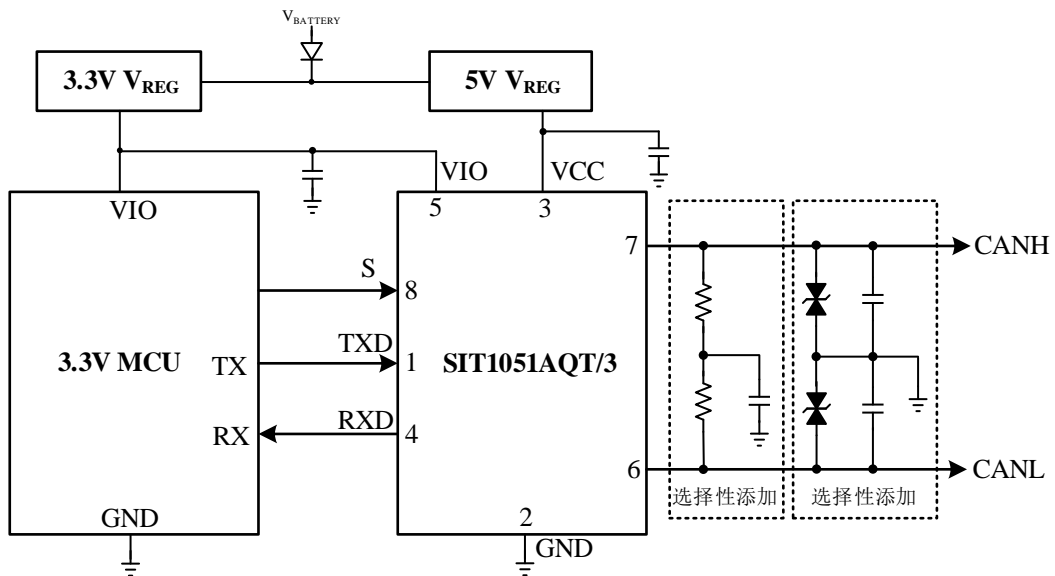 VBATTERY
3.3V VREG
5V VREG
VIO
VCC
5
3
VIO
7
CANH
S
8
TXD
3.3V MCU
TX
1
SIT1051AQT/3
RXD
RX
4
6
CANL
选择性添加
选择性添加
GND
2
GND